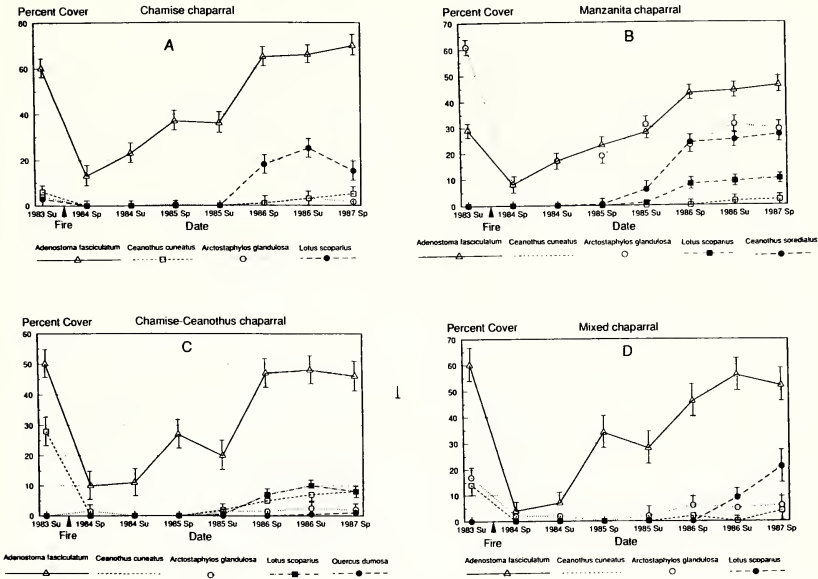 Percent Cover Chamise chaparral
A
80
60
40
20
0
1983 Su 1984 Sp 1984 Su 1985 Sp 1985 Su 1986 Sp 1986 Su 1987 Sp
Fire Date
Adenostoma fasciculatum Ceanothus cuneatus Arctostaphylos glandulosa Lotus scoparius
Percent Cover Manzanita chaparral
B
70
60
50
40
30
20
10
0
1983 Su 1984 Sp 1984 Su 1985 Sp 1985 Su 1986 Sp 1986 Su 1987 Sp
Fire Date
Adenostoma fasciculatum Ceanothus cuneatus Arctostaphylos glandulosa Lotus scoparius Ceanothus sorediatus
Percent Cover Chamise-Ceanothus chaparral
C
60
50
40
30
20
10
0
1983 Su 1984 Sp 1984 Su 1985 Sp 1985 Su 1986 Sp 1986 Su 1987 Sp
Fire Date
Adenostoma fasciculatum Ceanothus cuneatus Arctostaphylos glandulosa Lotus scoparius Quercus dumosa
Percent Cover Mixed chaparral
D
70
60
50
40
30
20
10
0
1983 Su 1984 Sp 1984 Su 1985 Sp 1985 Su 1986 Sp 1986 Su 1987 Sp
Fire Date
Adenostoma fasciculatum Ceanothus cuneatus Arctostaphylos glandulosa Lotus scoparius